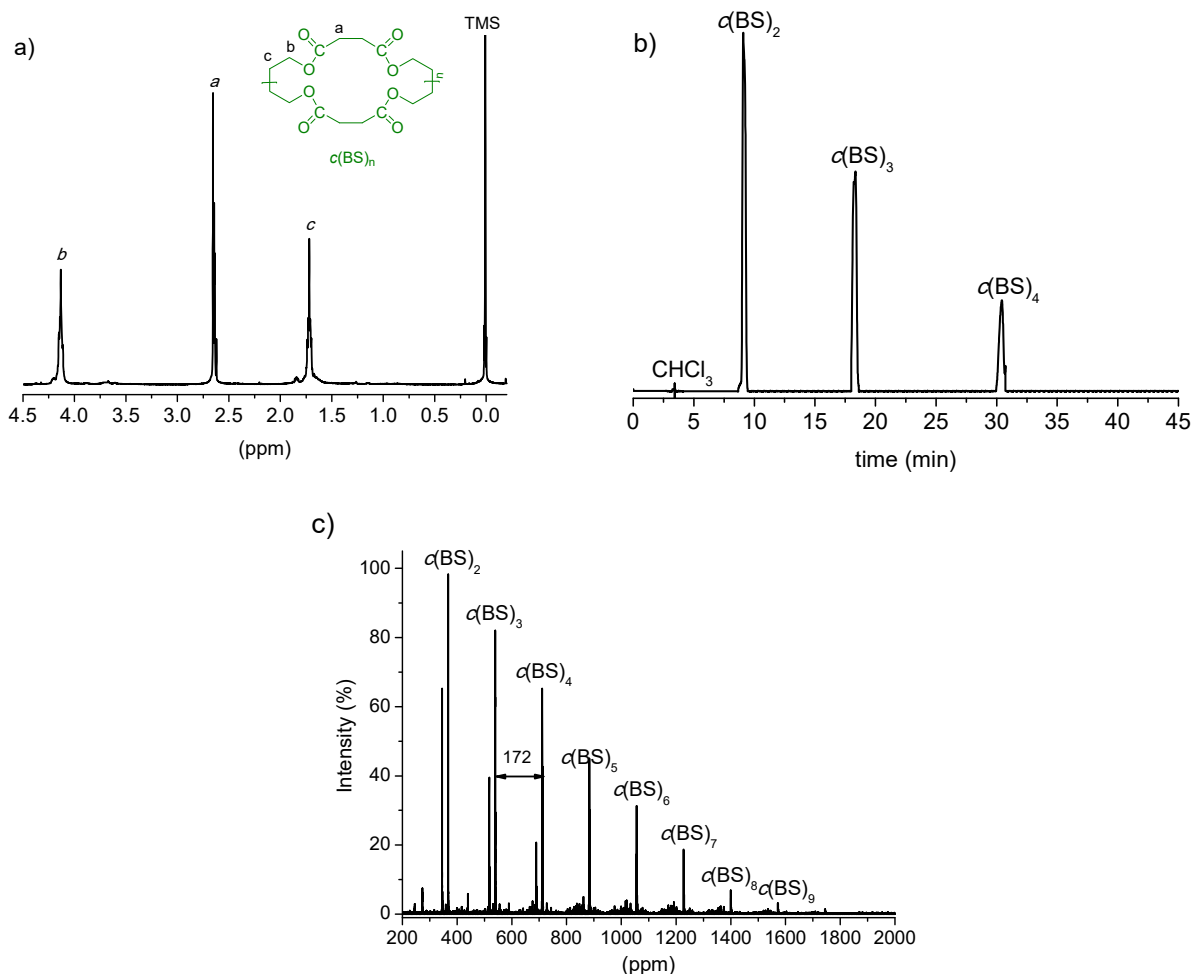 a)
TMS
a
O
O
b
C
C
c
O
O
n
O
O
C
C
O
O
c(BS)n
a
b
c
4.5 4.0 3.5 3.0 2.5 2.0 1.5 1.0 0.5 0.0
(ppm)
b)
c(BS)2
c(BS)3
c(BS)4
CHCl3
0 5 10 15 20 25 30 35 40 45
time (min)
c)
c(BS)2
c(BS)3
c(BS)4
172
c(BS)5
c(BS)6
c(BS)7
c(BS)8
c(BS)9
Intensity (%)
100
80
60
40
20
0
200 400 600 800 1000 1200 1400 1600 1800 2000
(ppm)